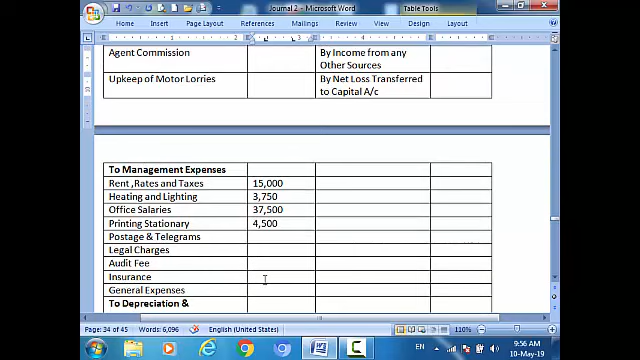 Journal 2 - Microsoft Word
Table Tools
Home Insert Page Layout References Mailings Review View Design Layout
Agent Commission By Income from any
Other Sources
Upkeep of Motor Lorries By Net Loss Transferred
to Capital A/c
To Management Expenses
Rent ,Rates and Taxes 15,000
Heating and Lighting 3,750
Office Salaries 37,500
Printing Stationary 4,500
Postage & Telegrams
Legal Charges
Audit Fee
Insurance
General Expenses
To Depreciation &
Page: 34 of 45 Words: 6,096 English (United States) 110%
EN 9:56 AM
10-May-19